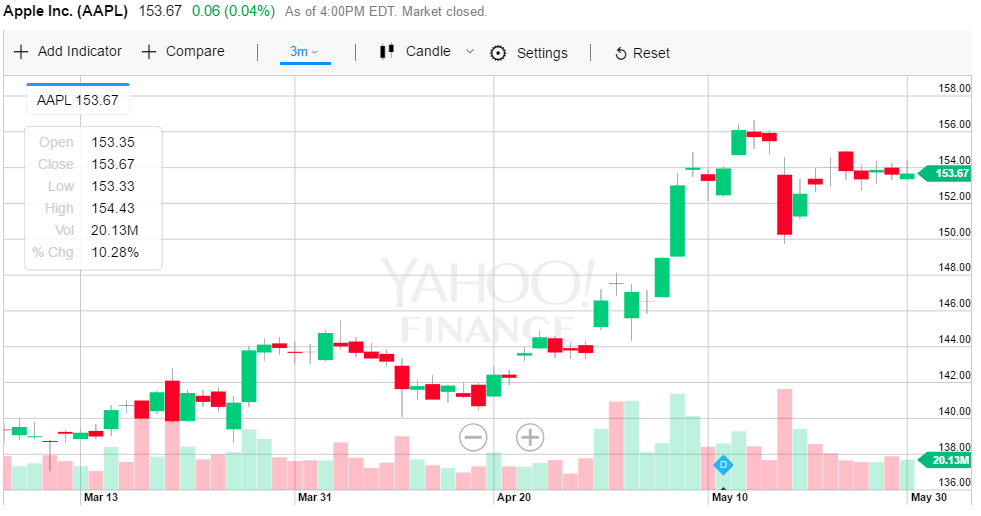 Apple Inc. (AAPL) 153.67 0.06 (0.04%) As of 4:00PM EDT. Market closed.
Add Indicator Compare 3m Candle Settings Reset
AAPL 153.67
Open 153.35
Close 153.67
Low 153.33
High 154.43
Vol 20.13M
% Chg 10.28%
YAHOO!
FINANCE
158.00
156.00
154.00
153.67
152.00
150.00
148.00
146.00
144.00
142.00
140.00
138.00
20.13M
136.00
D
Mar 13 Mar 31 Apr 20 May 10 May 30